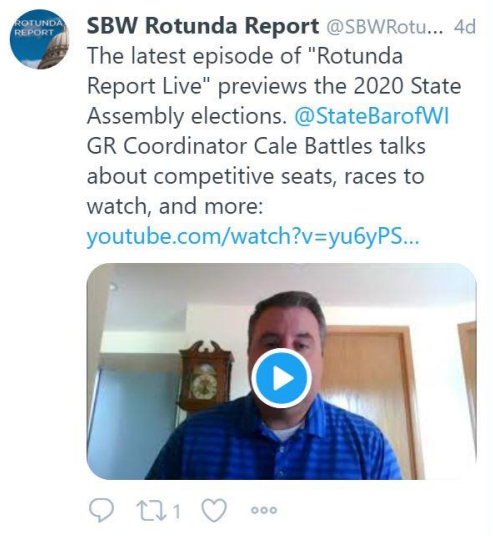 ROTUNDA
REPORT
SBW Rotunda Report @SBWRotu... 4d
The latest episode of "Rotunda
Report Live" previews the 2020 State
Assembly elections. @StateBarofWI
GR Coordinator Cale Battles talks
about competitive seats, races to
watch, and more:
youtube.com/watch?v=yu6yPS...
1